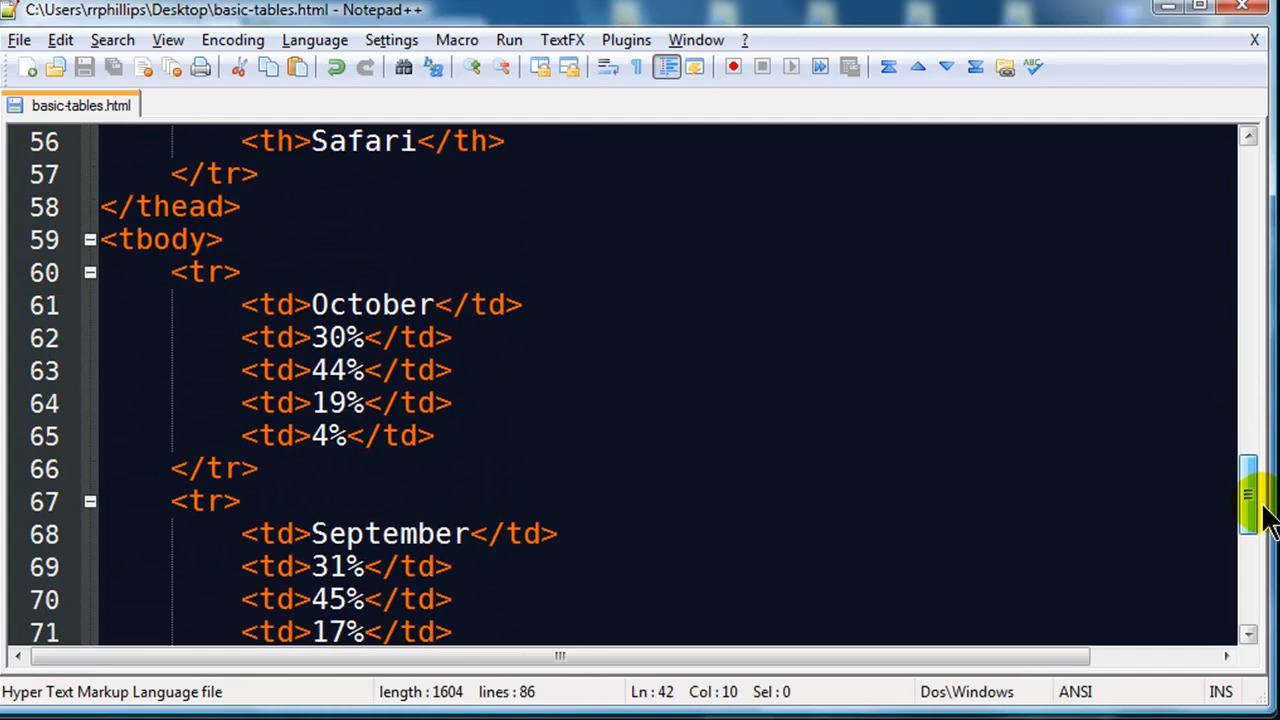 C:\Users\rrphillips\Desktop\basic-tables.html - Notepad++
File Edit Search View Encoding Language Settings Macro Run TextFX Plugins Window ? X
basic-tables.html
56 <th>Safari</th>
57 </tr>
58 </thead>
59 <tbody>
60 <tr>
61 <td>October</td>
62 <td>30%</td>
63 <td>44%</td>
64 <td>19%</td>
65 <td>4%</td>
66 </tr>
67 <tr>
68 <td>September</td>
69 <td>31%</td>
70 <td>45%</td>
71 <td>17%</td>
Hyper Text Markup Language file length : 1604 lines : 86 Ln : 42 Col : 10 Sel : 0 Dos\Windows ANSI INS